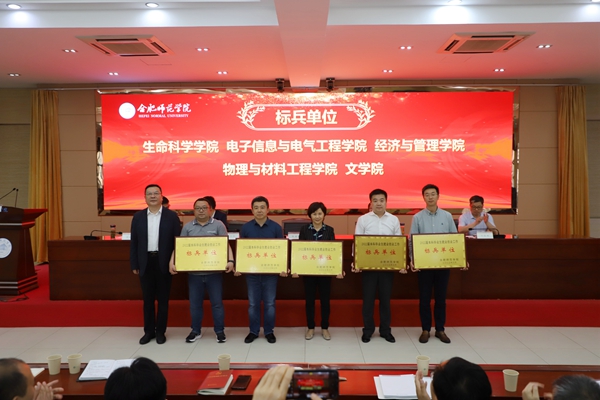 合肥师范学院
HEFEI NORMAL UNIVERSITY
标兵单位
生命科学学院 电子信息与电气工程学院 经济与管理学院
物理与材料工程学院 文学院
标兵单位
标兵单位
标兵单位
标兵单位
标兵单位